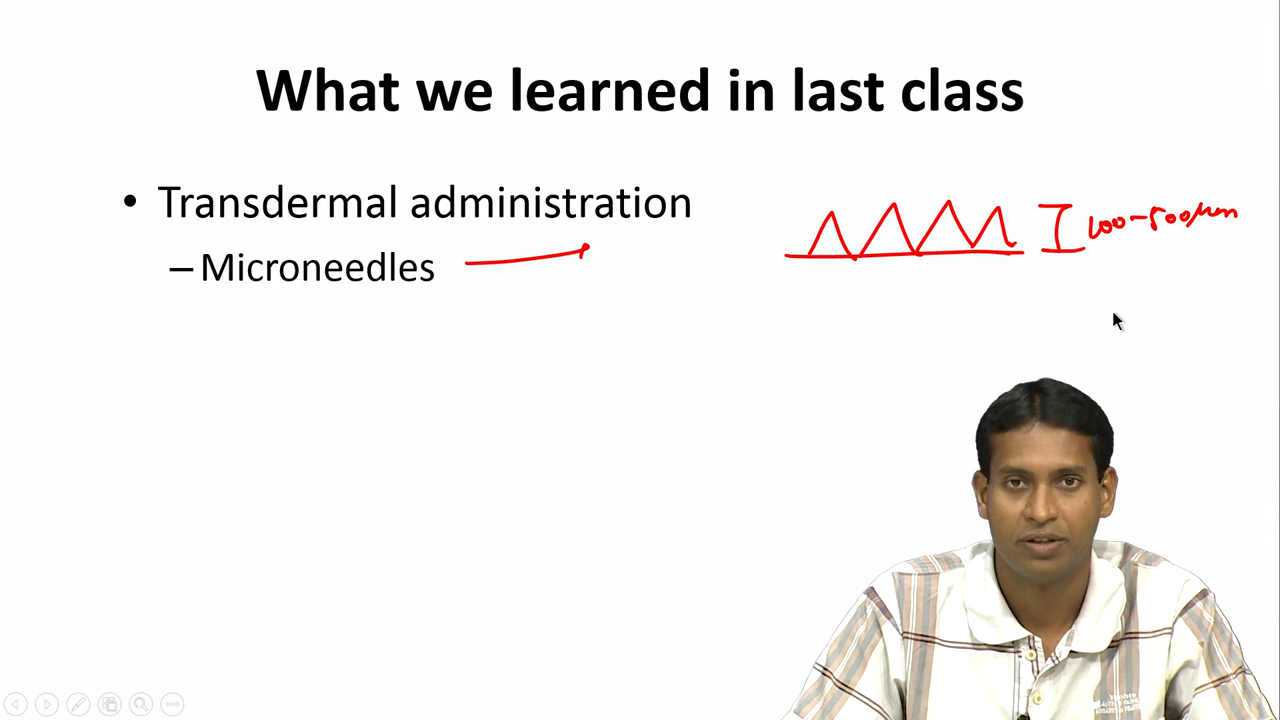 What we learned in last class
• Transdermal administration
– Microneedles
100-500μm